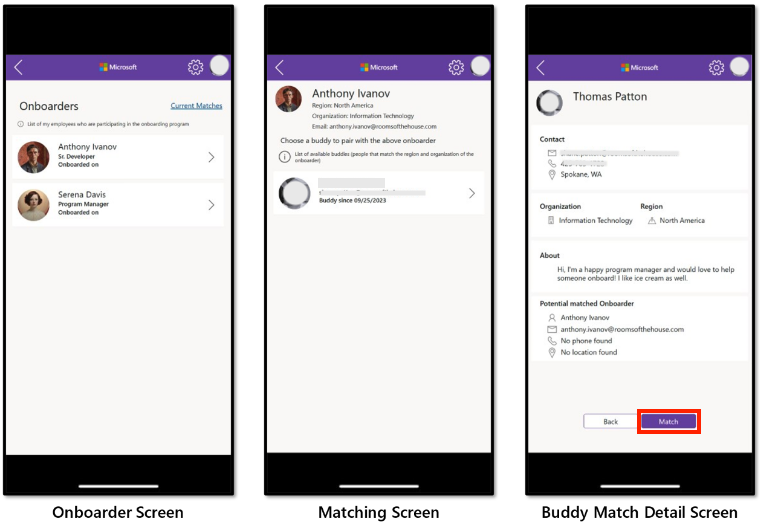 Microsoft
Onboarders
Current Matches
List of my employees who are participating in the onboarding program
Anthony Ivanov
Sr. Developer
Onboarded on
Serena Davis
Program Manager
Onboarded on
Onboarder Screen
Microsoft
Anthony Ivanov
Region: North America
Organization: Information Technology
Email: anthony.ivanov@roomsofthehouse.com
Choose a buddy to pair with the above onboarder
List of available buddies (people that match the region and organization of the
onboarder)
Buddy since 09/25/2023
Matching Screen
Microsoft
Thomas Patton
Contact
Spokane, WA
Organization Region
Information Technology North America
About
Hi, I'm a happy program manager and would love to help
someone onboard! I like ice cream as well.
Potential matched Onboarder
Anthony Ivanov
anthony.ivanov@roomsofthehouse.com
No phone found
No location found
Back Match
Buddy Match Detail Screen